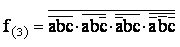 f₍₃₎ = abc · abc · abc · abc